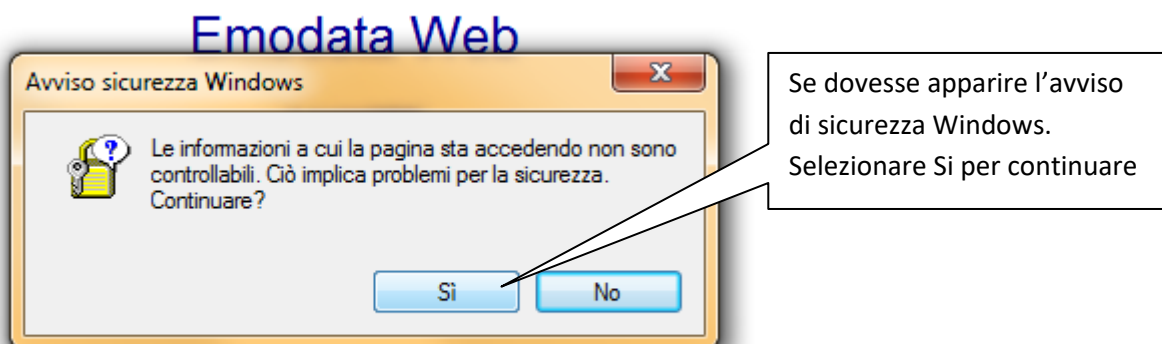 Emodata Web
Avviso sicurezza Windows
Le informazioni a cui la pagina sta accedendo non sono
controllabili. Ciò implica problemi per la sicurezza.
Continuare?
Sì
No
Se dovesse apparire l’avviso
di sicurezza Windows.
Selezionare Si per continuare